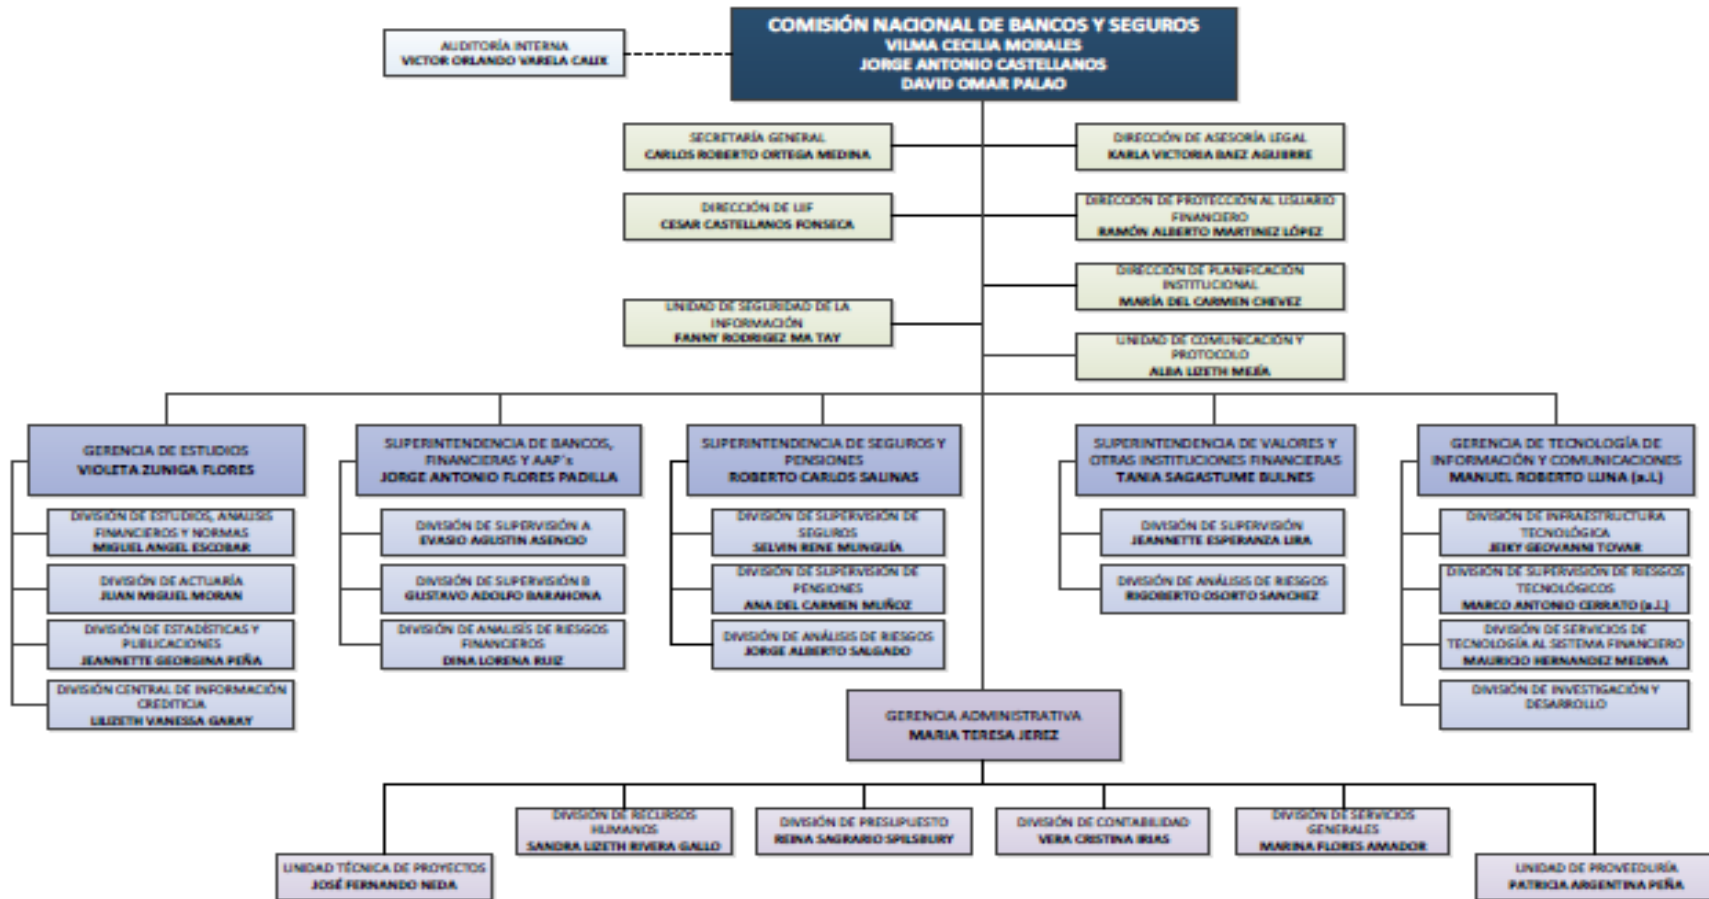 COMISIÓN NACIONAL DE BANCOS Y SEGUROS
VILMA CECILIA MORALES
JORGE ANTONIO CASTELLANOS
DAVID OMAR PALAO
AUDITORÍA INTERNA
VICTOR ORLANDO VARELA CALIX
SECRETARÍA GENERAL
CARLOS ROBERTO ORTEGA MEDINA
DIRECCIÓN DE ASESORÍA LEGAL
KARLA VICTORIA BAEZ AGUIRRE
DIRECCIÓN DE UIF
CESAR CASTELLANOS FONSECA
DIRECCIÓN DE PROTECCIÓN AL USUARIO
FINANCIERO
RAMÓN ALBERTO MARTINEZ LÓPEZ
DIRECCIÓN DE PLANIFICACIÓN
INSTITUCIONAL
MARÍA DEL CARMEN CHEVEZ
UNIDAD DE SEGURIDAD DE LA
INFORMACIÓN
FANNY RODRIGEZ MA TAY
UNIDAD DE COMUNICACIÓN Y
PROTOCOLO
ALBA LIZETH MEJÍA
GERENCIA DE ESTUDIOS
VIOLETA ZUNIGA FLORES
DIVISIÓN DE ESTUDIOS, ANALISIS
FINANCIEROS Y NORMAS
MIGUEL ANGEL ESCOBAR
DIVISIÓN DE ACTUARÍA
JUAN MIGUEL MORAN
DIVISIÓN DE ESTADÍSTICAS Y
PUBLICACIONES
JEANNETTE GEORGINA PEÑA
DIVISIÓN CENTRAL DE INFORMACIÓN
CREDITICIA
LILIZETH VANESSA GARAY
SUPERINTENDENCIA DE BANCOS,
FINANCIERAS Y AAP's
JORGE ANTONIO FLORES PADILLA
DIVISIÓN DE SUPERVISIÓN A
EVASIO AGUSTIN ASENCIO
DIVISIÓN DE SUPERVISIÓN B
GUSTAVO ADOLFO BARAHONA
DIVISIÓN DE ANALISÍS DE RIESGOS
FINANCIEROS
DINA LORENA RUIZ
SUPERINTENDENCIA DE SEGUROS Y
PENSIONES
ROBERTO CARLOS SALINAS
DIVISIÓN DE SUPERVISIÓN DE
SEGUROS
SELVIN RENE MUNGUÍA
DIVISIÓN DE SUPERVISIÓN DE
PENSIONES
ANA DEL CARMEN MUÑOZ
DIVISIÓN DE ANÁLISIS DE RIESGOS
JORGE ALBERTO SALGADO
SUPERINTENDENCIA DE VALORES Y
OTRAS INSTITUCIONES FINANCIERAS
TANIA SAGASTUME BULNES
DIVISIÓN DE SUPERVISIÓN
JEANNETTE ESPERANZA LIRA
DIVISIÓN DE ANÁLISIS DE RIESGOS
RIGOBERTO OSORTO SANCHEZ
GERENCIA DE TECNOLOGÍA DE
INFORMACIÓN Y COMUNICACIONES
MANUEL ROBERTO LUNA (a.i.)
DIVISIÓN DE INFRAESTRUCTURA
TECNOLÓGICA
JEIKY GEOVANNI TOVAR
DIVISIÓN DE SUPERVISIÓN DE RIESGOS
TECNOLÓGICOS
MARCO ANTONIO CERRATO (a.i.)
DIVISIÓN DE SERVICIOS DE
TECNOLOGÍA AL SISTEMA FINANCIERO
MAURICIO HERNANDEZ MEDINA
DIVISIÓN DE INVESTIGACIÓN Y
DESARROLLO
GERENCIA ADMINISTRATIVA
MARIA TERESA JEREZ
UNIDAD TÉCNICA DE PROYECTOS
JOSÉ FERNANDO NEDA
DIVISIÓN DE RECURSOS
HUMANOS
SANDRA LIZETH RIVERA GALLO
DIVISIÓN DE PRESUPUESTO
REINA SAGRARIO SPILSBURY
DIVISIÓN DE CONTABILIDAD
VERA CRISTINA IRIAS
DIVISIÓN DE SERVICIOS
GENERALES
MARINA FLORES AMADOR
UNIDAD DE PROVEEDURÍA
PATRICIA ARGENTINA PEÑA